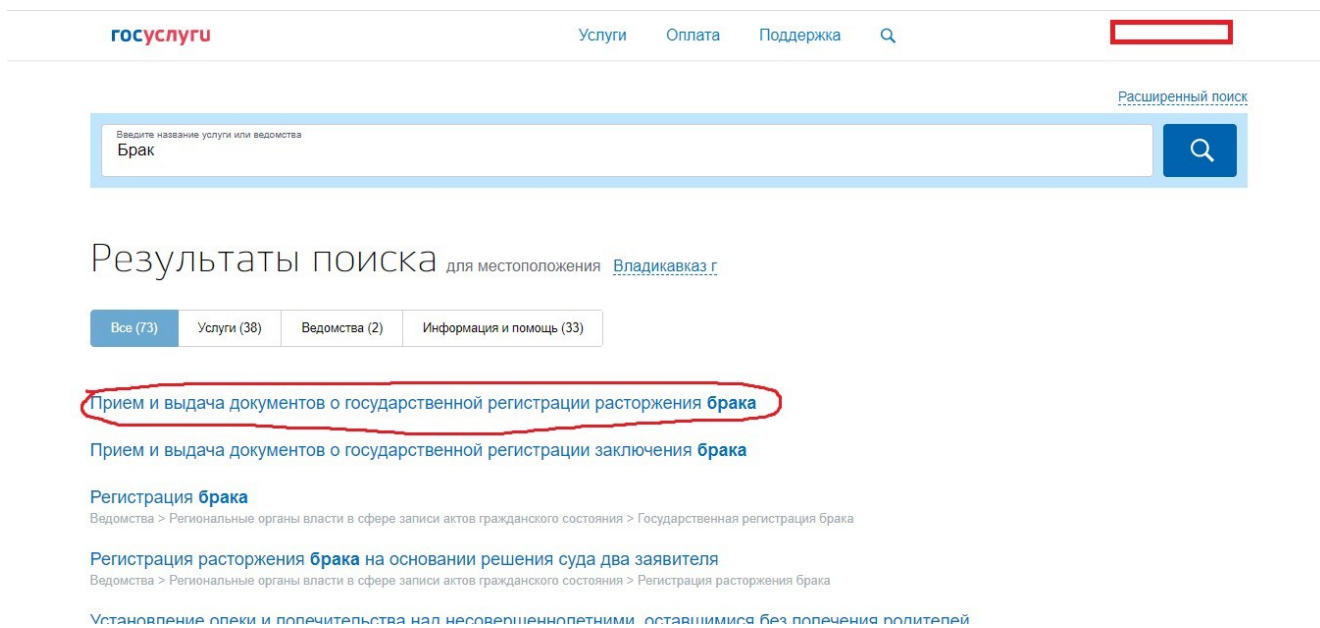 госуслуги Услуги Оплата Поддержка
Расширенный поиск
Введите название услуги или ведомства
Брак
Результаты поиска для местоположения Владикавказ г
Все (73) Услуги (38) Ведомства (2) Информация и помощь (33)
Прием и выдача документов о государственной регистрации расторжения брака
Прием и выдача документов о государственной регистрации заключения брака
Регистрация брака
Ведомства > Региональные органы власти в сфере записи актов гражданского состояния > Государственная регистрация брака
Регистрация расторжения брака на основании решения суда два заявителя
Ведомства > Региональные органы власти в сфере записи актов гражданского состояния > Регистрация расторжения брака
Установление опеки и попечительства над несовершеннолетними, оставшимися без попечения родителей